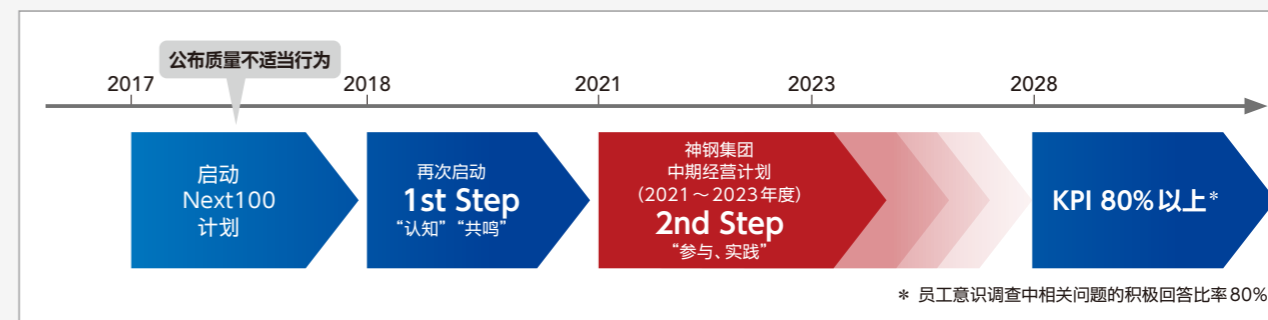 公布质量不适当行为
2017
2018
2021
2023
2028
启动
Next100
计划
再次启动
1st Step
“认知”“共鸣”
神钢集团
中期经营计划
(2021～2023年度)
2nd Step
“参与、实践”
KPI 80%以上*
* 员工意识调查中相关问题的积极回答比率80%